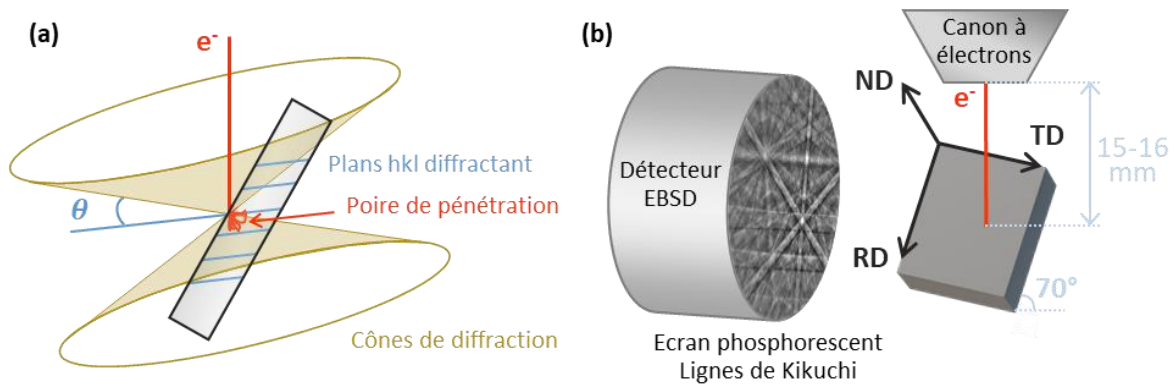 (a)
e-
Plans hkl diffractant
θ
Poire de pénétration
Cônes de diffraction
(b)
Canon à
électrons
ND
e-
TD
15-16
mm
Détecteur
EBSD
RD
70°
Ecran phosphorescent
Lignes de Kikuchi